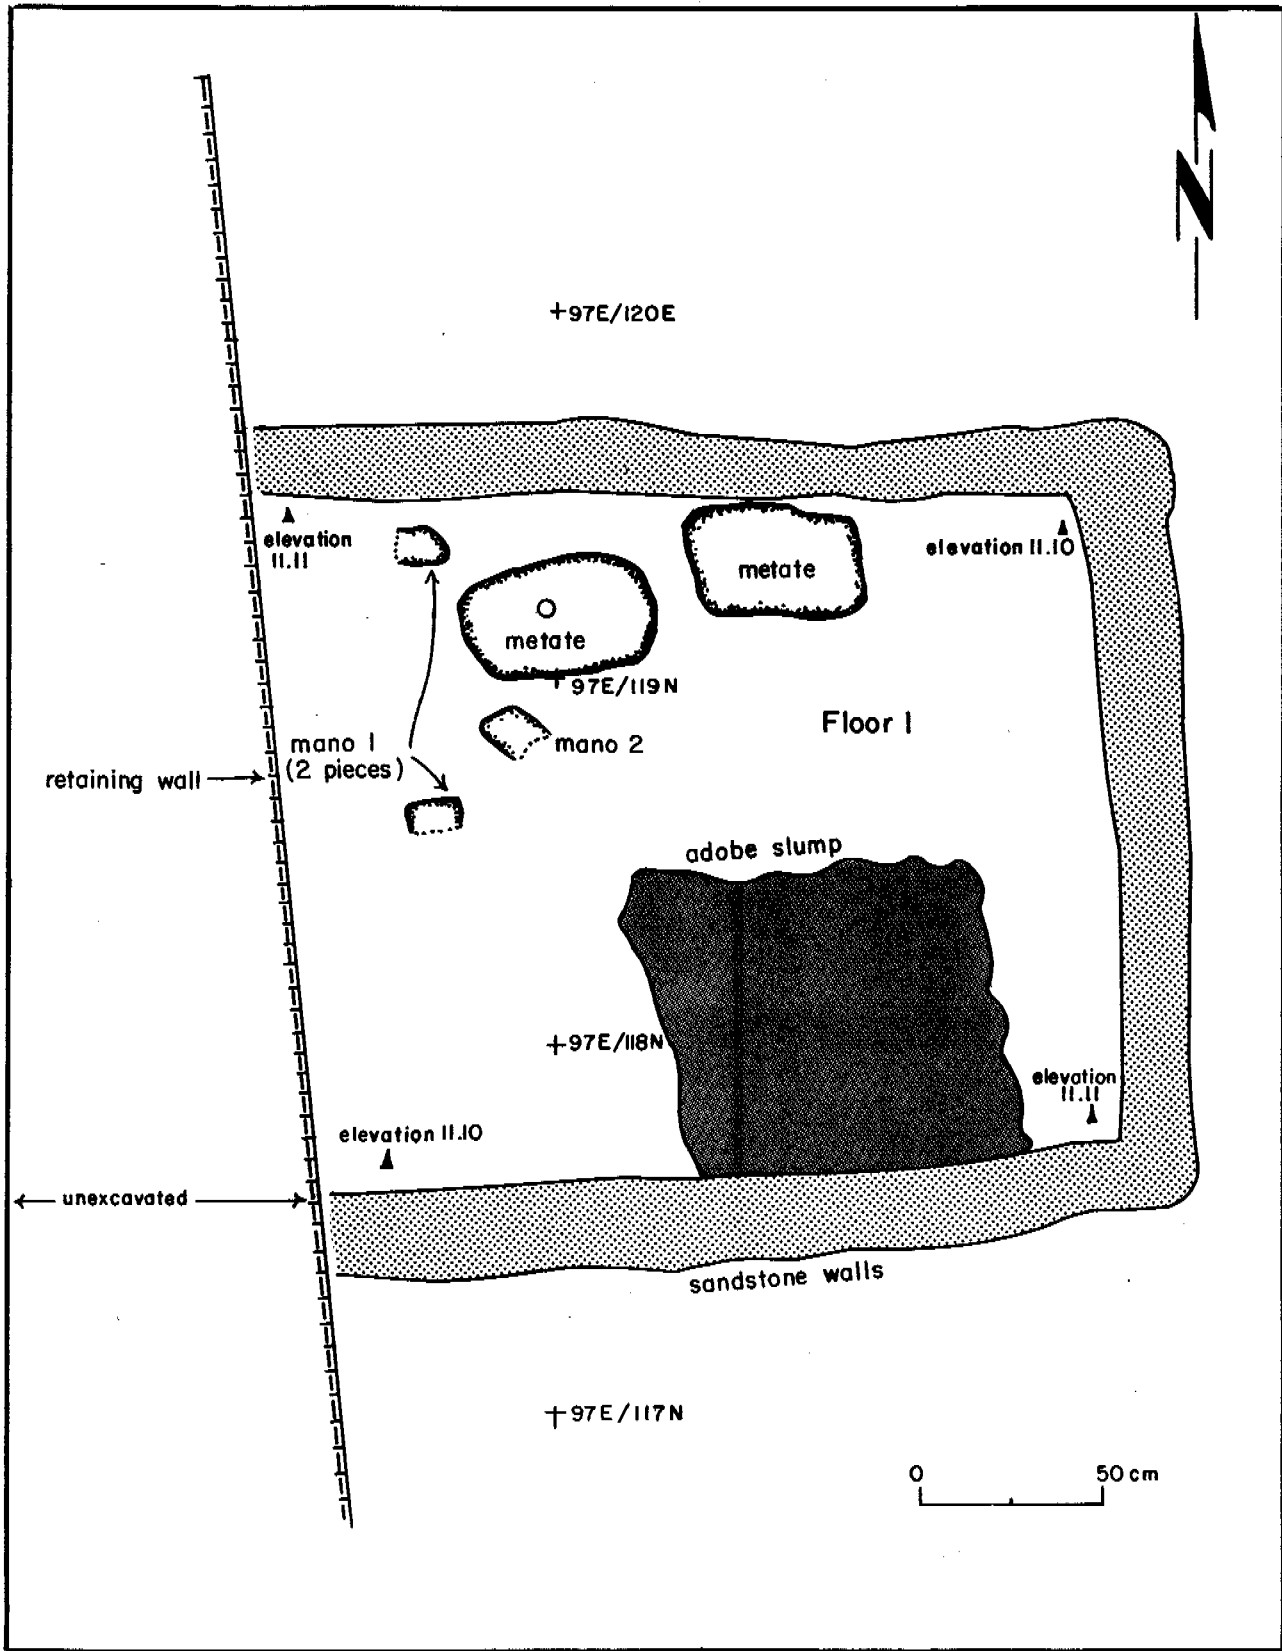 N
+97E/120E
elevation
11.11
elevation 11.10
metate
metate
+ 97E/119N
Floor 1
mano 1
(2 pieces)
mano 2
retaining wall
adobe slump
+97E/118N
elevation
11.11
elevation 11.10
unexcavated
sandstone walls
+97E/117N
0 50 cm